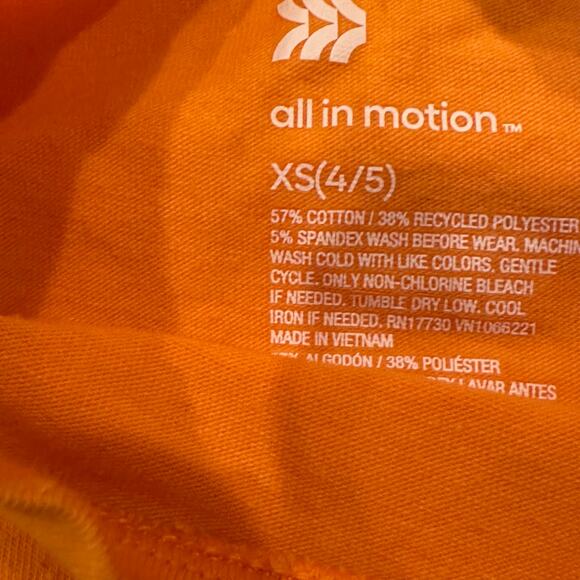 all in motion™
XS(4/5)
57% COTTON / 38% RECYCLED POLYESTER
5% SPANDEX WASH BEFORE WEAR. MACHIN
WASH COLD WITH LIKE COLORS, GENTLE
CYCLE. ONLY NON-CHLORINE BLEACH
IF NEEDED. TUMBLE DRY LOW. COOL
IRON IF NEEDED. RN17730 VN1066221
MADE IN VIETNAM
ALGODÓN / 38% POLIÉSTER
LAVAR ANTES